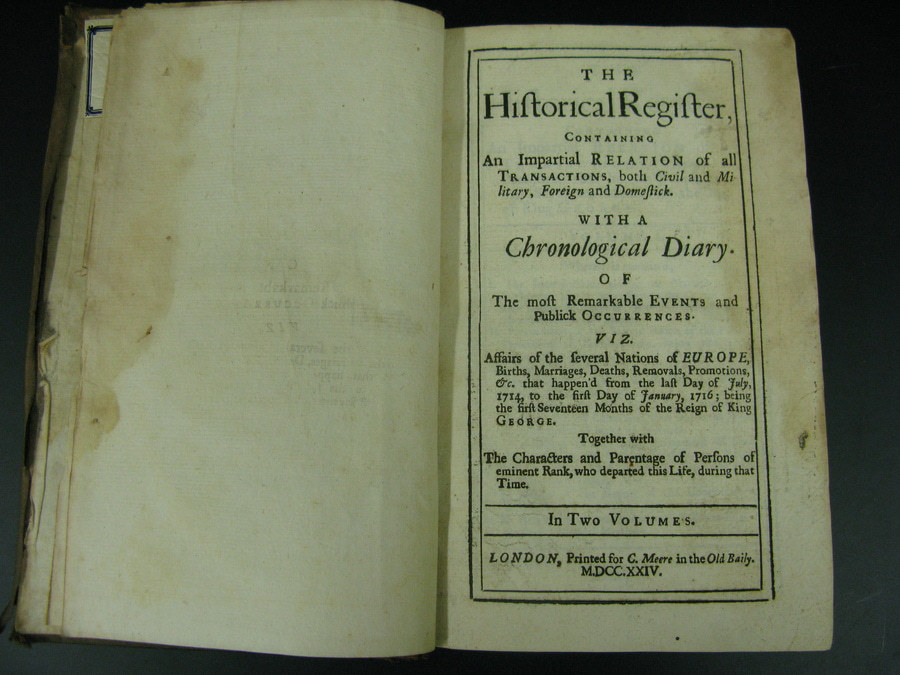 THE
Hiſtorical Regiſter,
CONTAINING
An Impartial RELATION of all
TRANSACTIONS, both Civil and Mi
litary, Foreign and Domeſtick.
WITH A
Chronological Diary.
OF
The moſt Remarkable EVENTS and
Publick OCCURRENCES.
VIZ.
Affairs of the ſeveral Nations of EUROPE,
Births, Marriages, Deaths, Removals, Promotions,
&c. that happen'd from the laſt Day of July,
1714, to the firſt Day of January, 1716; being
the firſt Seventeen Months of the Reign of King
GEORGE.
Together with
The Characters and Parentage of Perſons of
eminent Rank, who departed this Life, during that
Time.
In Two VOLUMES.
LONDON, Printed for C. Meere in the Old Baily.
M.DCC.XXIV.